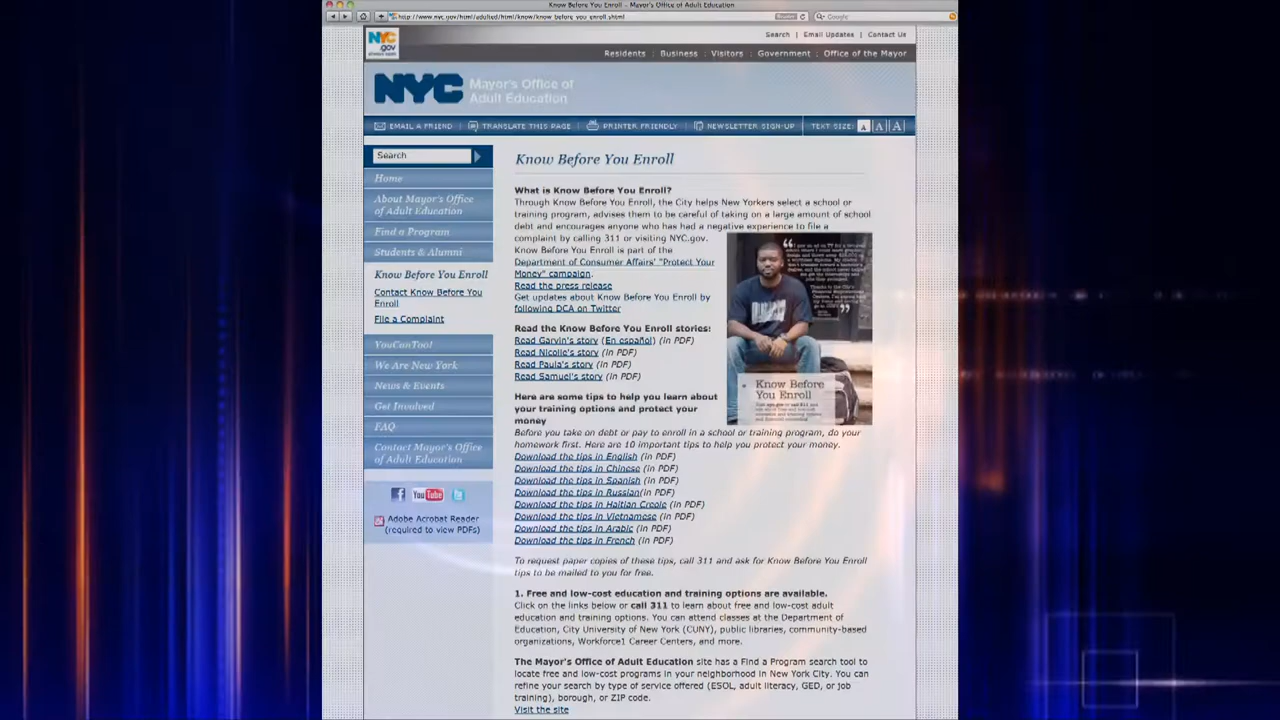 Know Before You Enroll – Mayor's Office of Adult Education
http://www.nyc.gov/html/adulted/html/know/know_before_you_enroll.shtml
Reader
Google
NYC
.gov
Search | Email Updates | Contact Us
Residents | Business | Visitors | Government | Office of the Mayor
NYC Mayor's Office of
Adult Education
EMAIL A FRIEND | TRANSLATE THIS PAGE | PRINTER FRIENDLY | NEWSLETTER SIGN-UP | TEXT SIZE: A A A
Search
Home
About Mayor's Office
of Adult Education
Find a Program
Students & Alumni
Know Before You Enroll
Contact Know Before You
Enroll
File a Complaint
YouCanToo!
We Are New York
News & Events
Get Involved
FAQ
Contact Mayor's Office
of Adult Education
f YouTube t
Adobe Acrobat Reader
(required to view PDFs)
Know Before You Enroll
What is Know Before You Enroll?
Through Know Before You Enroll, the City helps New Yorkers select a school or
training program, advises them to be careful of taking on a large amount of school
debt and encourages anyone who has had a negative experience to file a
complaint by calling 311 or visiting NYC.gov.
Know Before You Enroll is part of the
Department of Consumer Affairs' "Protect Your
Money" campaign.
Read the press release
Get updates about Know Before You Enroll by
following DCA on Twitter
Read the Know Before You Enroll stories:
Read Garvin's story (En español) (in PDF)
Read Nicolle's story (in PDF)
Read Paula's story (in PDF)
Read Samuel's story (in PDF)
Know Before
You Enroll
Here are some tips to help you learn about
your training options and protect your
money
Before you take on debt or pay to enroll in a school or training program, do your
homework first. Here are 10 important tips to help you protect your money.
Download the tips in English (in PDF)
Download the tips in Chinese (in PDF)
Download the tips in Spanish (in PDF)
Download the tips in Russian(in PDF)
Download the tips in Haitian Creole (in PDF)
Download the tips in Vietnamese (in PDF)
Download the tips in Arabic (in PDF)
Download the tips in French (in PDF)
To request paper copies of these tips, call 311 and ask for Know Before You Enroll
tips to be mailed to you for free.
1. Free and low-cost education and training options are available.
Click on the links below or call 311 to learn about free and low-cost adult
education and training options. You can attend classes at the Department of
Education, City University of New York (CUNY), public libraries, community-based
organizations, Workforce1 Career Centers, and more.
The Mayor's Office of Adult Education site has a Find a Program search tool to
locate free and low-cost programs in your neighborhood in New York City. You can
refine your search by type of service offered (ESOL, adult literacy, GED, or job
training), borough, or ZIP code.
Visit the site